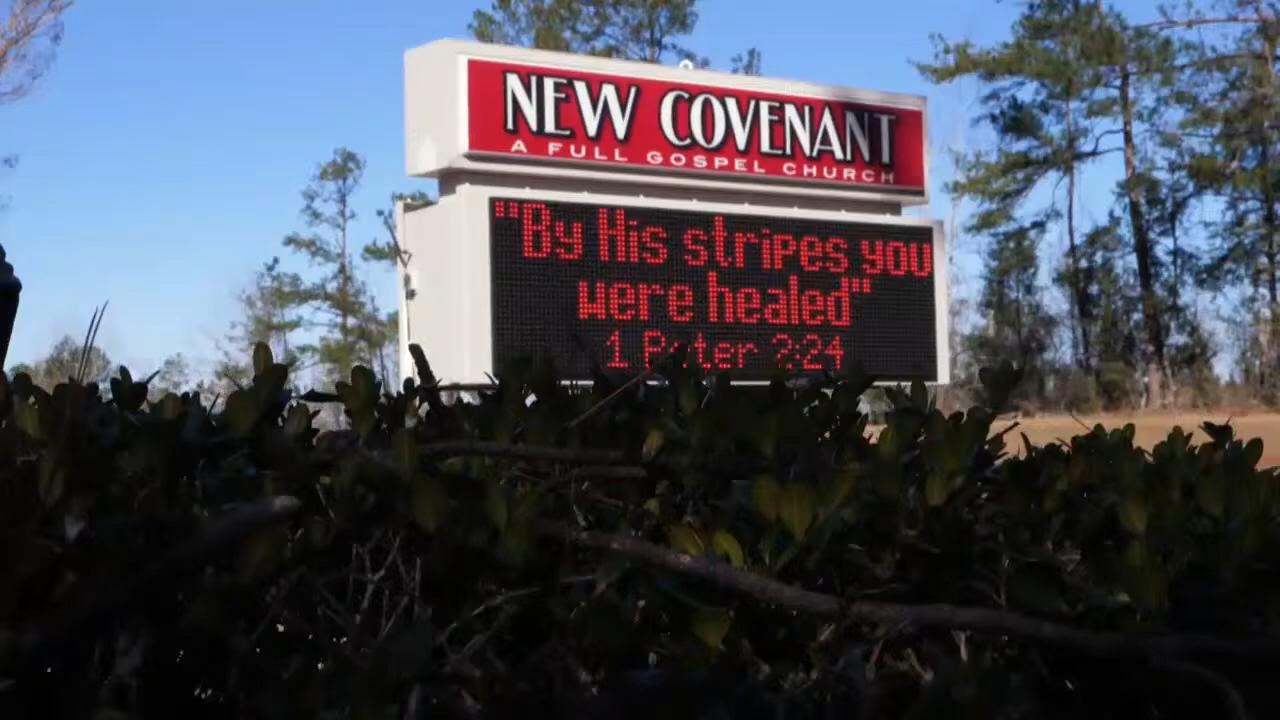 NEW COVENANT
A FULL GOSPEL CHURCH
"By His stripes you
were healed"
1 Peter 2:24